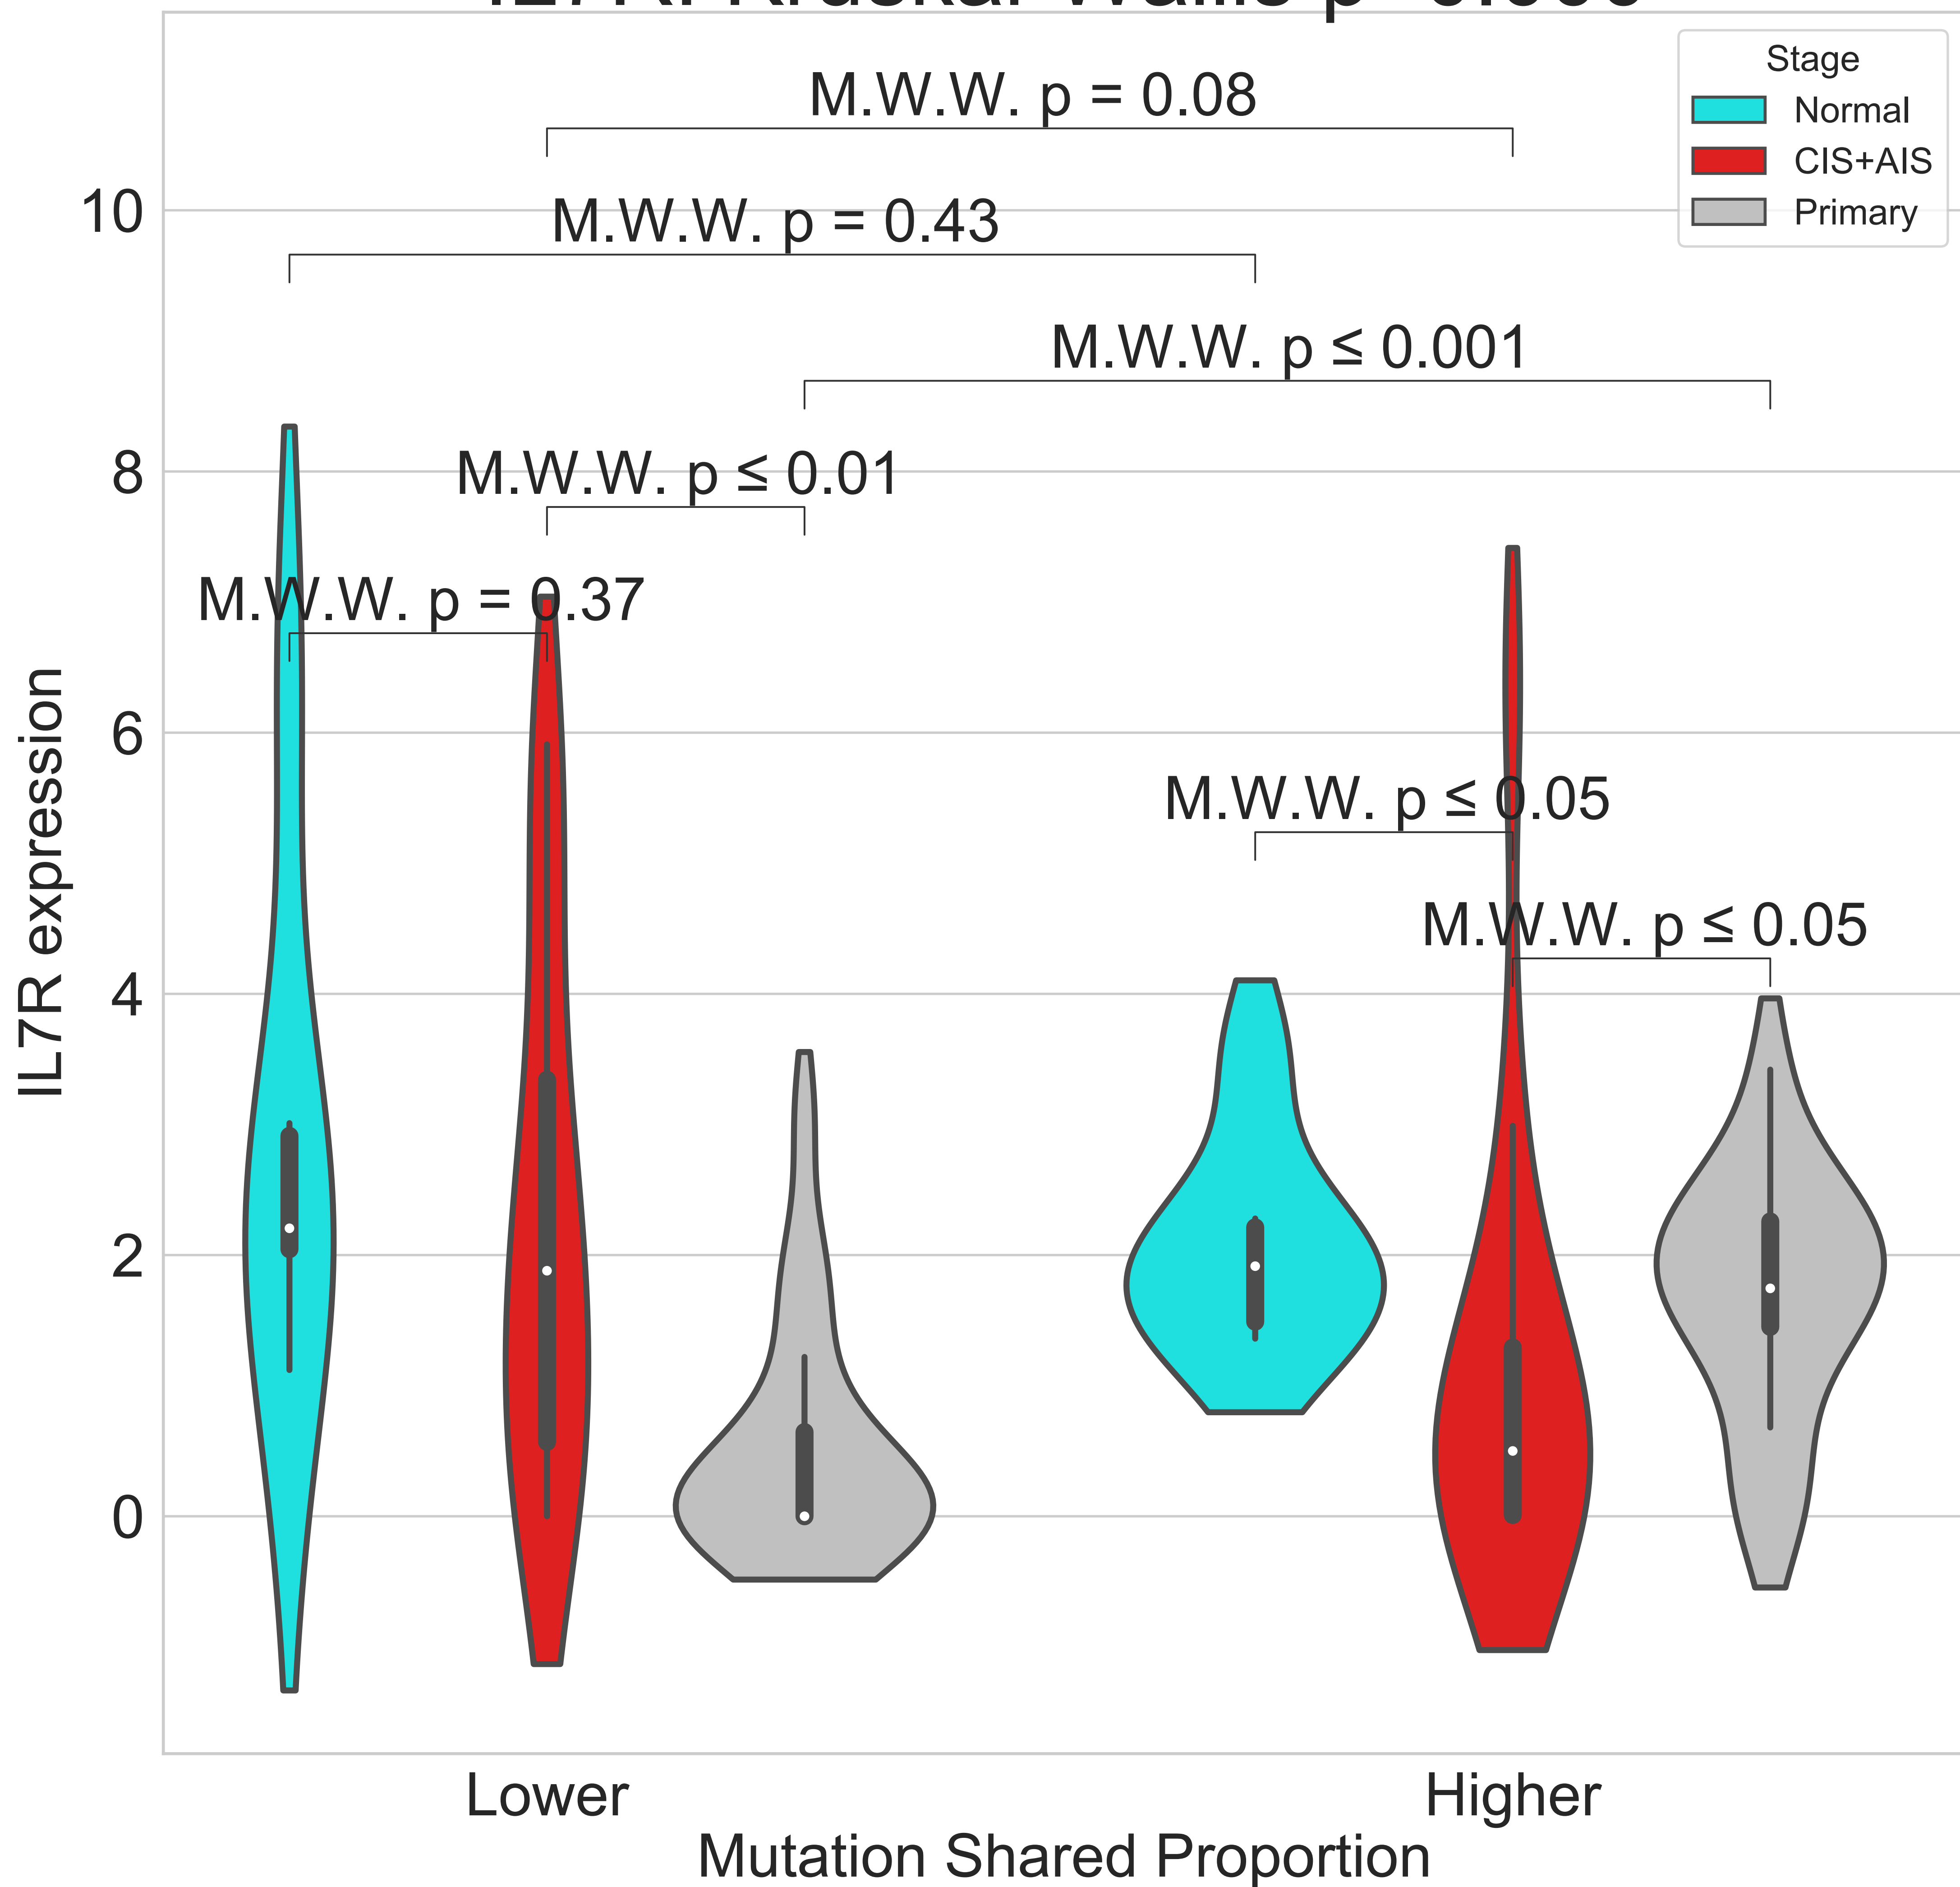 Stage
Normal
CIS+AIS
Primary
M.W.W. p = 0.08
M.W.W. p = 0.43
M.W.W. p ≤ 0.001
M.W.W. p ≤ 0.01
M.W.W. p = 0.37
M.W.W. p ≤ 0.05
M.W.W. p ≤ 0.05
10
8
6
4
2
0
IL7R expression
Lower
Higher
Mutation Shared Proportion